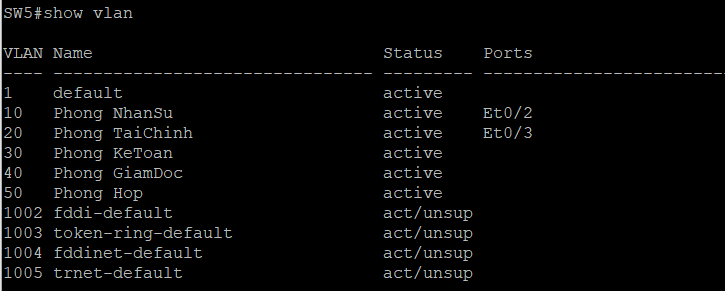 SW5#show vlan
VLAN Name                             Status    Ports
---- -------------------------------- --------- -------------------------
1    default                          active
10   Phong NhanSu                     active    Et0/2
20   Phong TaiChinh                   active    Et0/3
30   Phong KeToan                     active
40   Phong GiamDoc                    active
50   Phong Hop                        active
1002 fddi-default                     act/unsup
1003 token-ring-default               act/unsup
1004 fddinet-default                  act/unsup
1005 trnet-default                    act/unsup